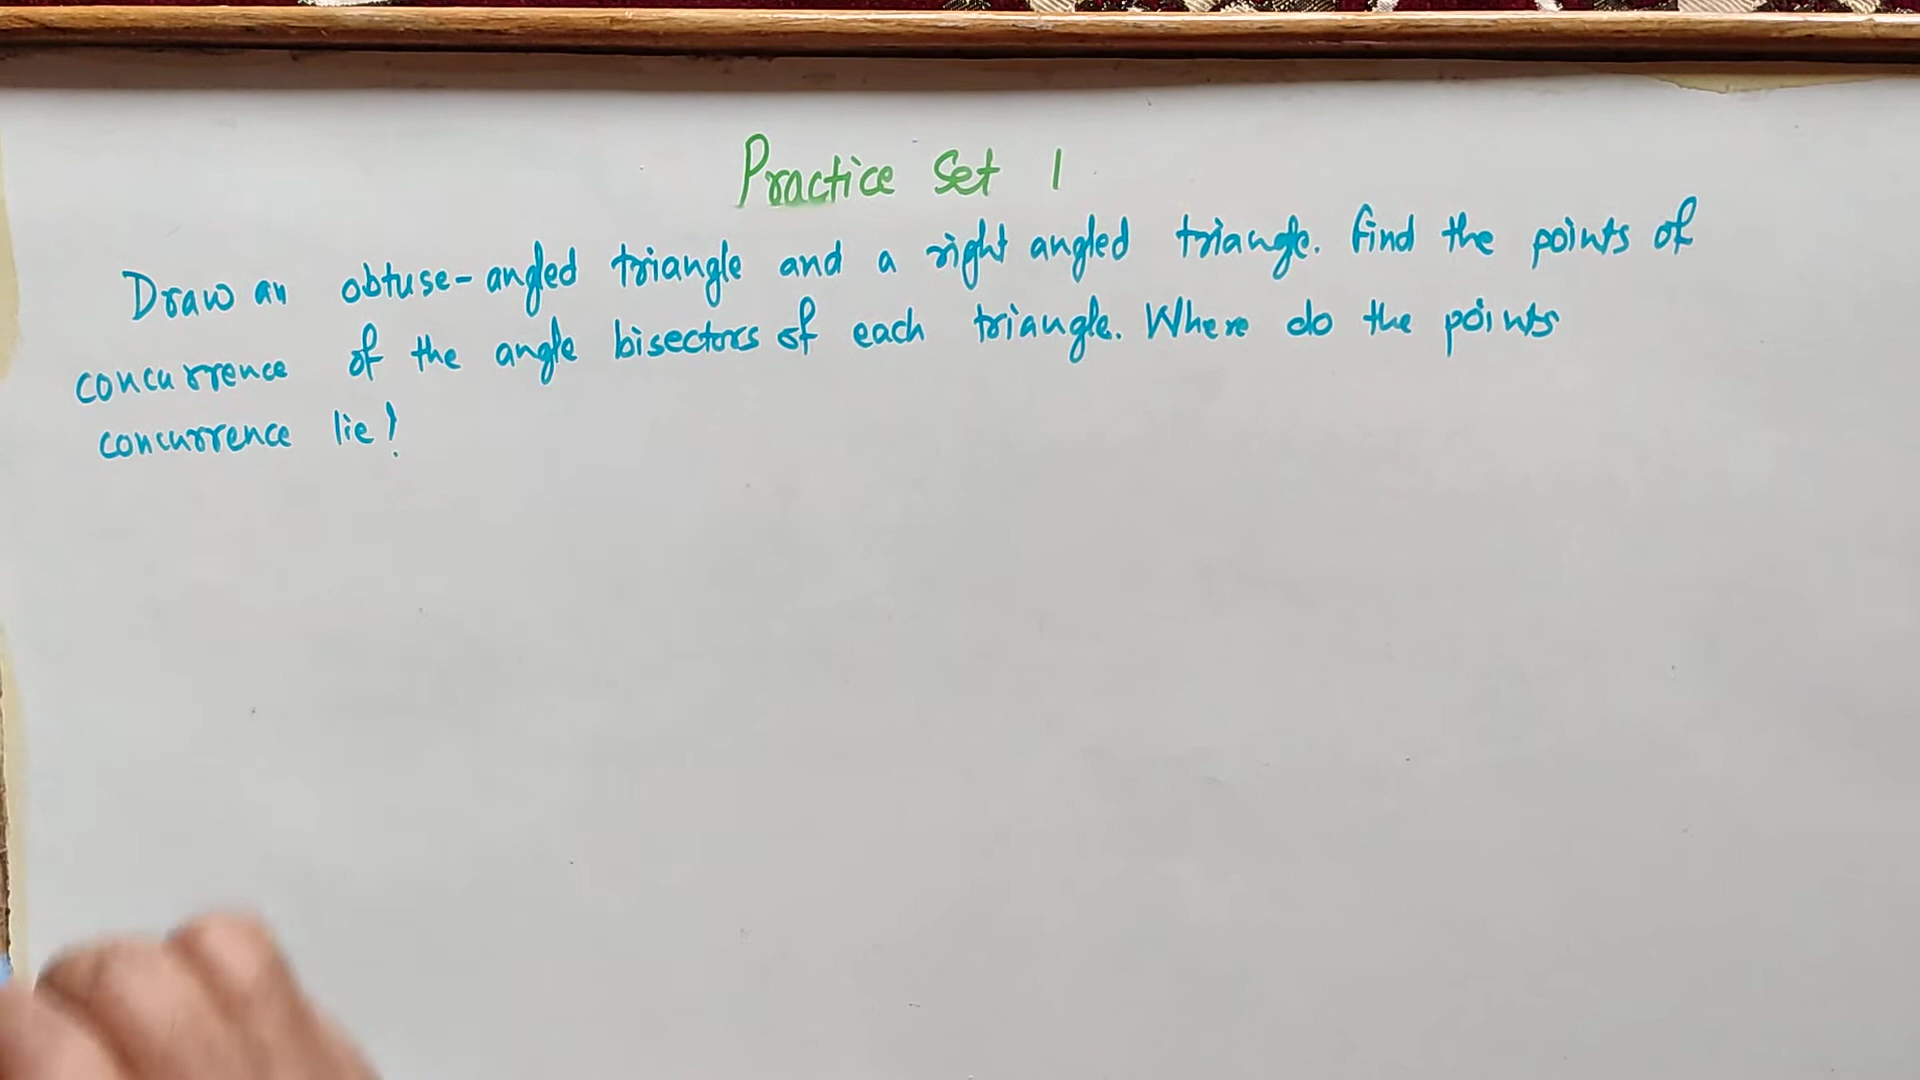 Practice Set 1
Draw an obtuse-angled triangle and a right angled triangle. Find the points of
concurrence of the angle bisectors of each triangle. Where do the points
concurrence lie?